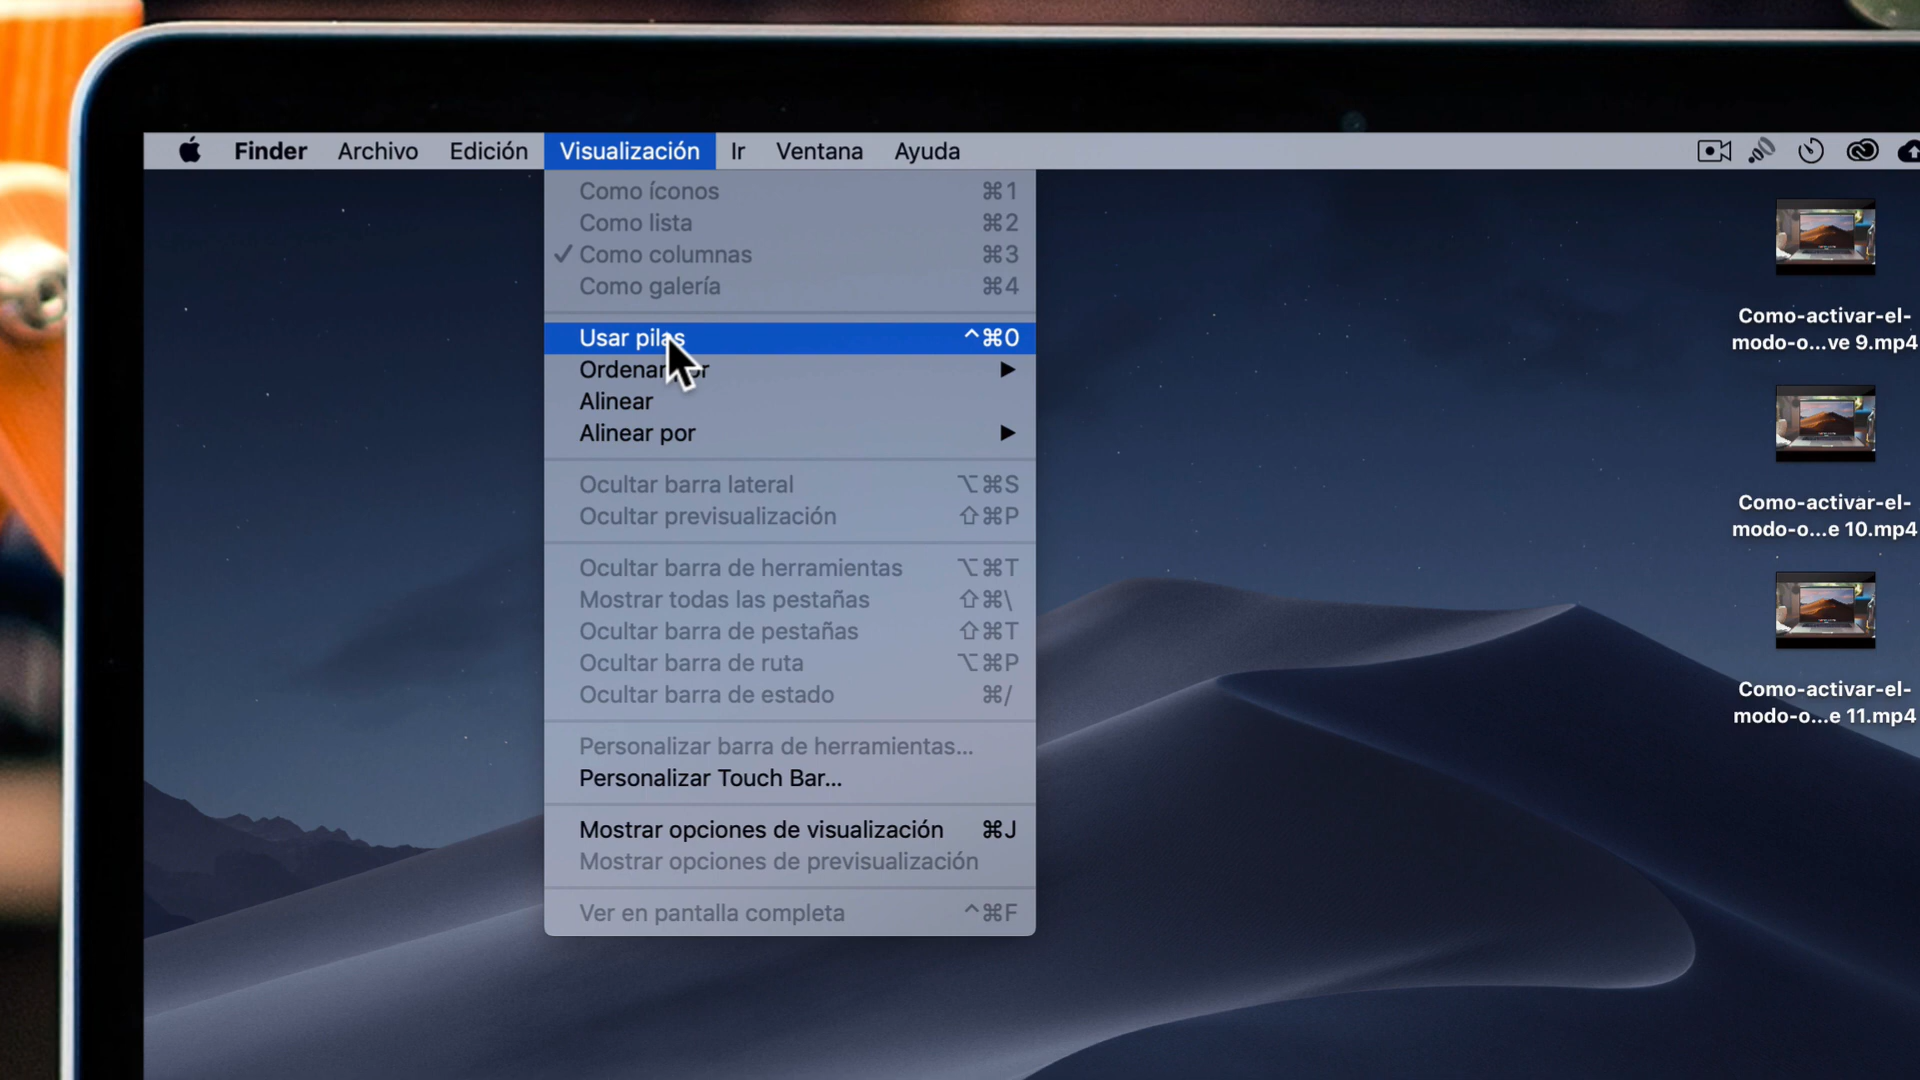 Finder Archivo Edición Visualización Ir Ventana Ayuda
Como íconos ⌘1
Como lista ⌘2
✓ Como columnas ⌘3
Como galería ⌘4
Usar pilas ^⌘0
Ordenar por ▶
Alinear
Alinear por ▶
Ocultar barra lateral ⌥⌘S
Ocultar previsualización ⇧⌘P
Ocultar barra de herramientas ⌥⌘T
Mostrar todas las pestañas ⇧⌘\
Ocultar barra de pestañas ⇧⌘T
Ocultar barra de ruta ⌥⌘P
Ocultar barra de estado ⌘/
Personalizar barra de herramientas...
Personalizar Touch Bar...
Mostrar opciones de visualización ⌘J
Mostrar opciones de previsualización
Ver en pantalla completa ^⌘F
Como-activar-el-
modo-o...ve 9.mp4
Como-activar-el-
modo-o...e 10.mp4
Como-activar-el-
modo-o...e 11.mp4